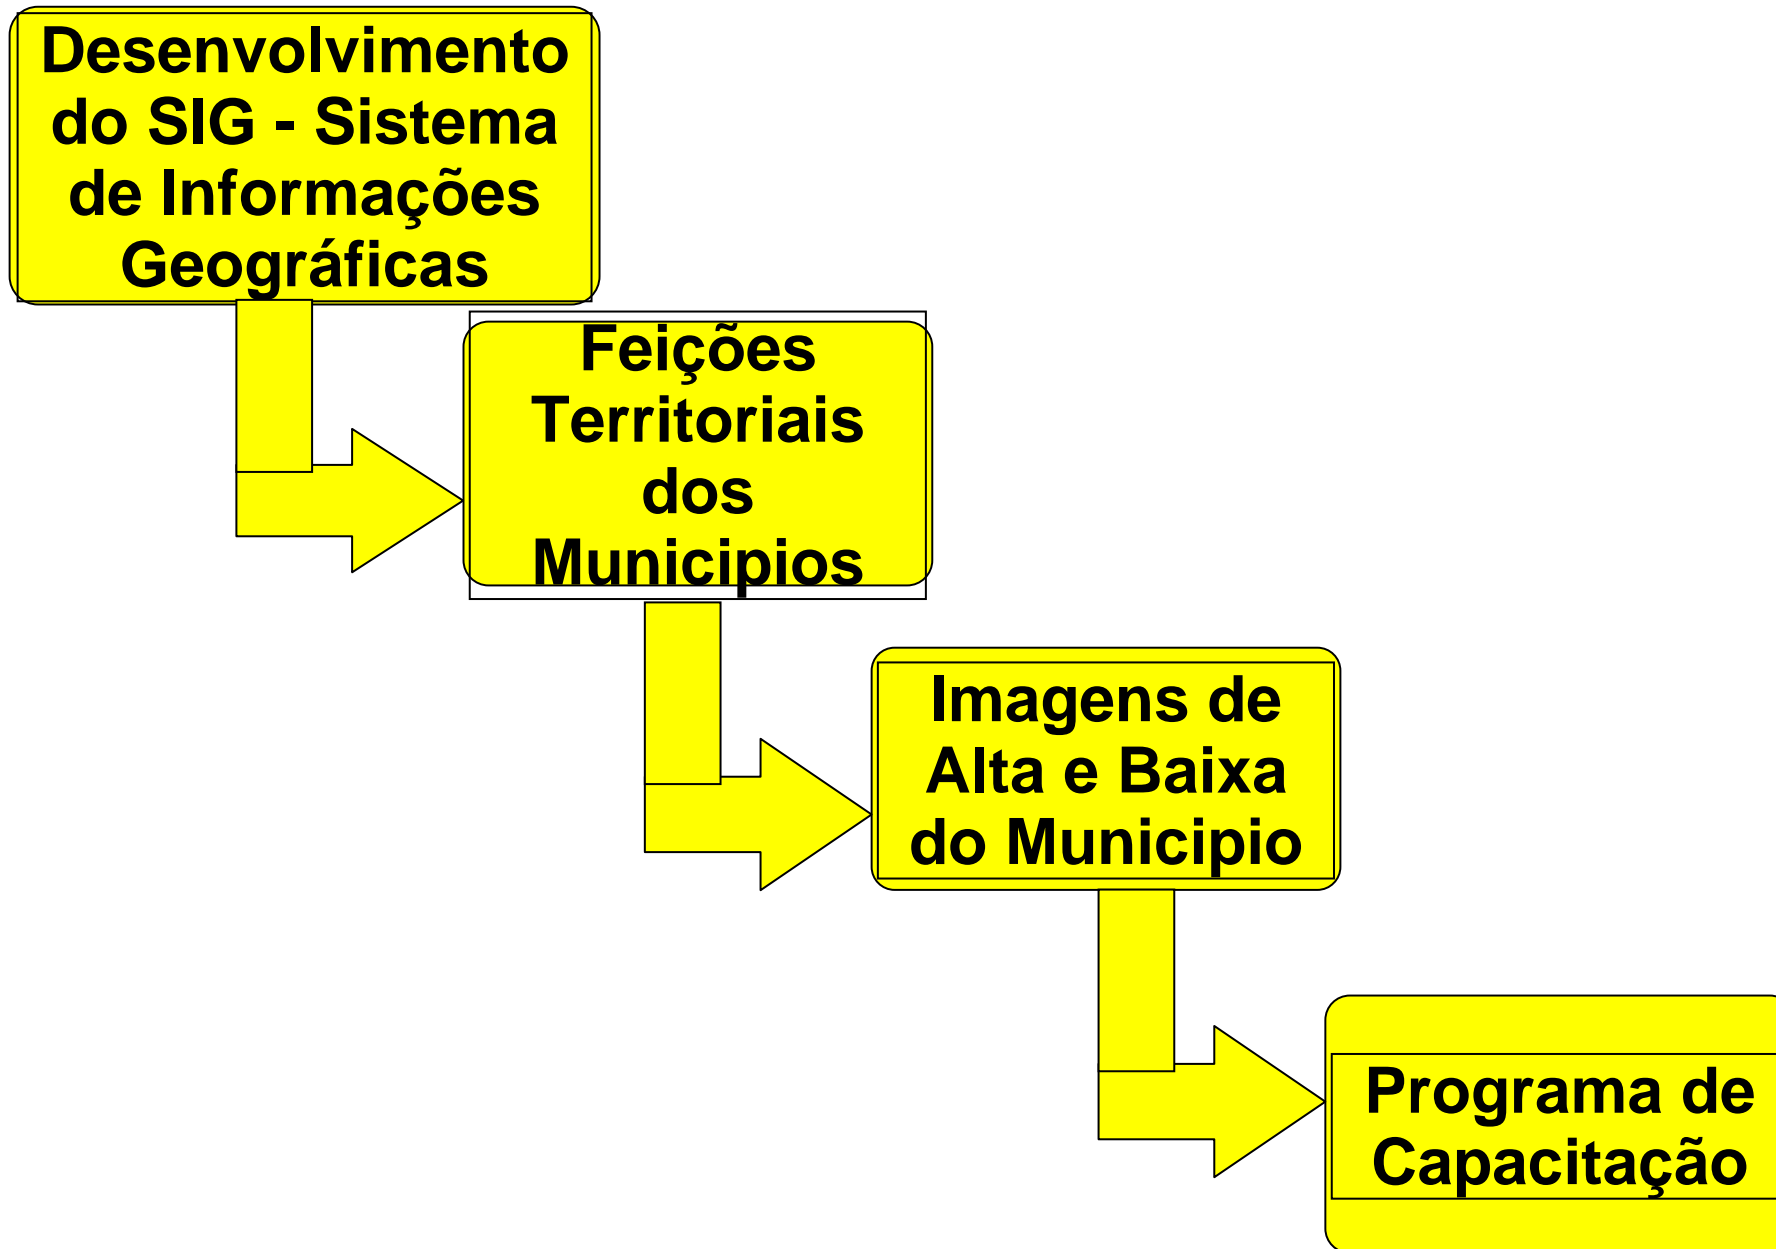 Desenvolvimento
do SIG - Sistema
de Informações
Geográficas
Feições
Territoriais
dos
Municipios
Imagens de
Alta e Baixa
do Municipio
Programa de
Capacitação